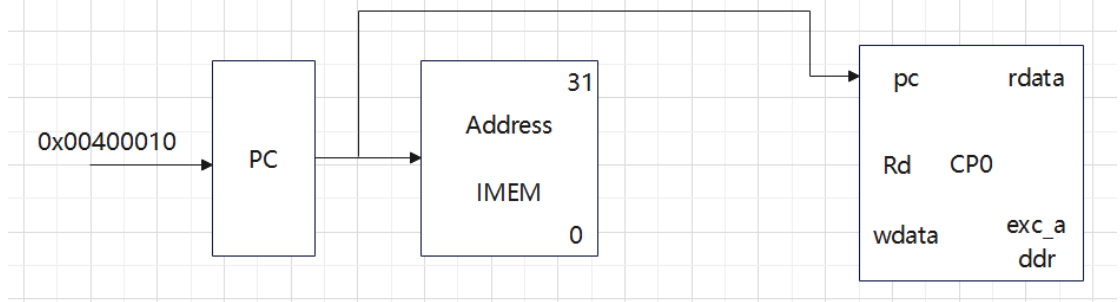 0x00400010
PC
31
Address
IMEM
0
pc
rdata
Rd
CP0
wdata
exc_a
ddr